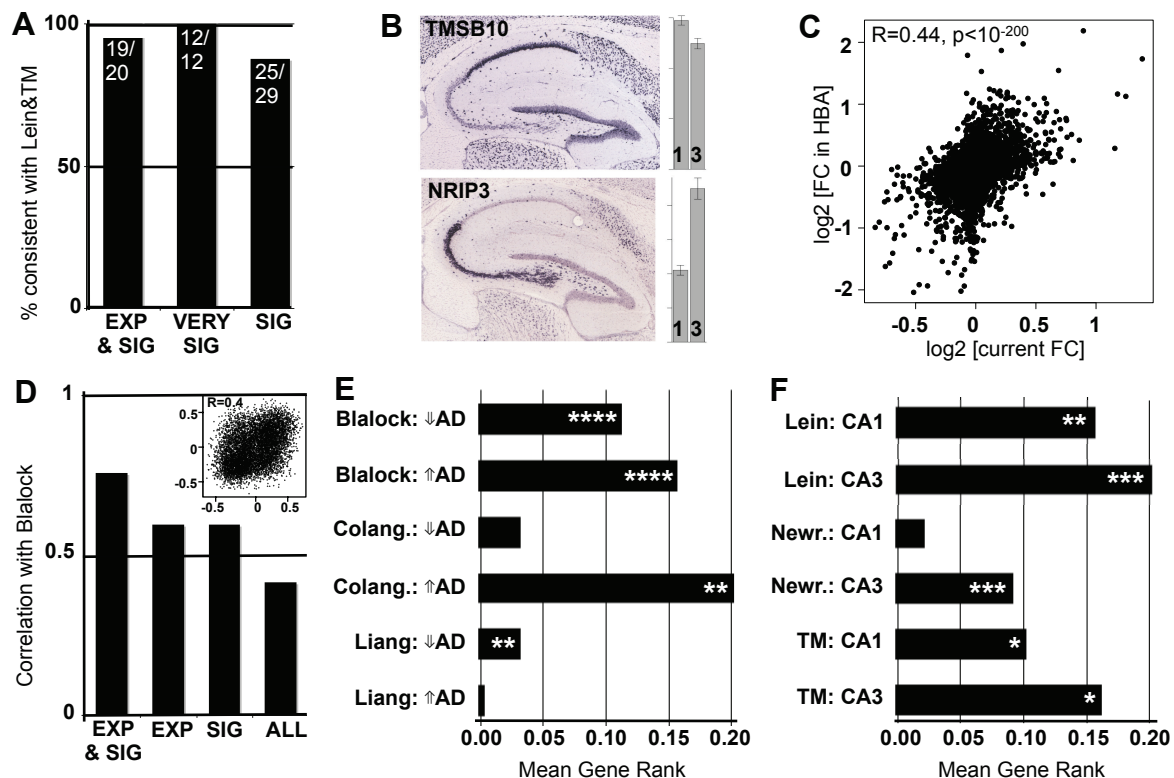 A
% consistent with Lein&TM
100
50
0
19/
20
12/
12
25/
29
EXP
& SIG
VERY
SIG
SIG
B
TMSB10
1 3
NRIP3
1 3
C
R=0.44, p<10-200
log2 [FC in HBA]
2
1
0
-1
-2
-0.5 0 0.5 1
log2 [current FC]
D
Correlation with Blalock
1
0.5
0
R=0.4
0.5
0
-0.5
-0.5 0 0.5
EXP
& SIG
EXP
SIG
ALL
E
Blalock: ⇓AD
****
Blalock: ⇑AD
****
Colang.: ⇓AD
Colang.: ⇑AD
**
Liang: ⇓AD
**
Liang: ⇑AD
0.00 0.05 0.10 0.15 0.20
Mean Gene Rank
F
Lein: CA1
**
Lein: CA3
***
Newr.: CA1
Newr.: CA3
***
TM: CA1
*
TM: CA3
*
0.00 0.05 0.10 0.15 0.20
Mean Gene Rank